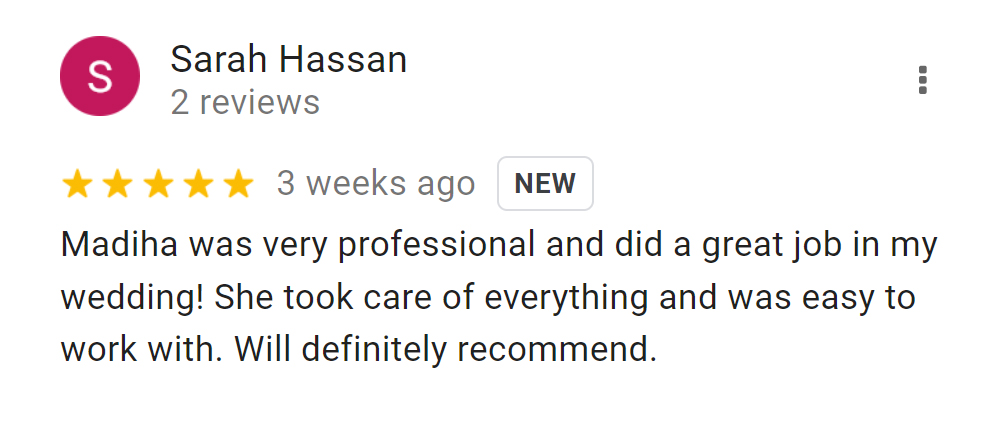 S
Sarah Hassan
2 reviews
3 weeks ago NEW
Madiha was very professional and did a great job in my
wedding! She took care of everything and was easy to
work with. Will definitely recommend.